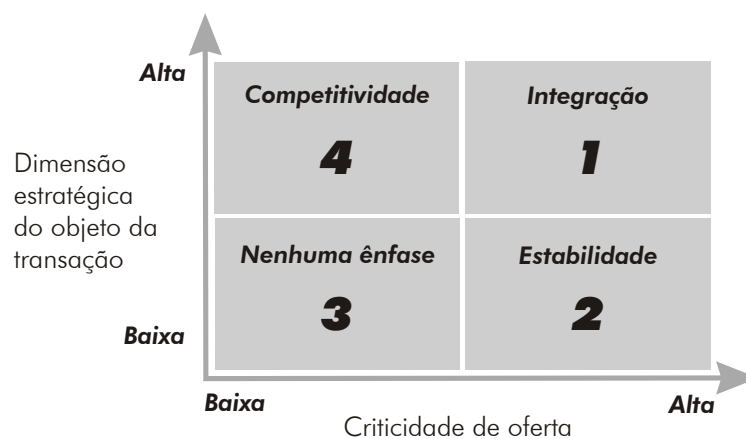 Alta
Competitividade
Integração
4
1
Dimensão
estratégica
do objeto da
transação
Nenhuma ênfase
Estabilidade
3
2
Baixa
Baixa
Alta
Criticidade de oferta